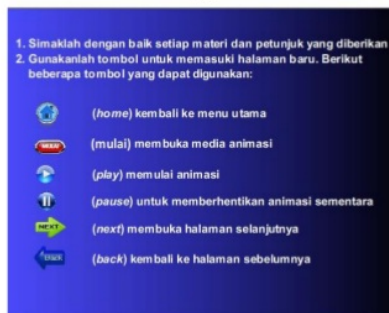 1. Simaklah dengan baik setiap materi dan petunjuk yang diberikan
2. Gunakanlah tombol untuk memasuki halaman baru. Berikut
beberapa tombol yang dapat digunakan:
(home) kembali ke menu utama
MULAI (mulai) membuka media animasi
(play) memulai animasi
(pause) untuk memberhentikan animasi sementara
NEXT (next) membuka halaman selanjutnya
Back (back) kembali ke halaman sebelumnya